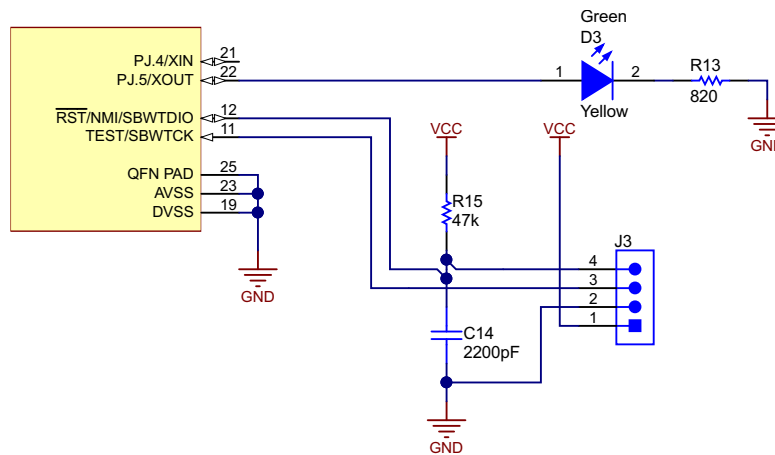 Green
D3
1
2
Yellow
R13
820
GND
PJ.4/XIN 21
PJ.5/XOUT 22
RST/NMI/SBWTDIO 12
TEST/SBWTCK 11
QFN PAD 25
AVSS 23
DVSS 19
GND
VCC
VCC
R15
47k
J3
4
3
2
1
C14
2200pF
GND